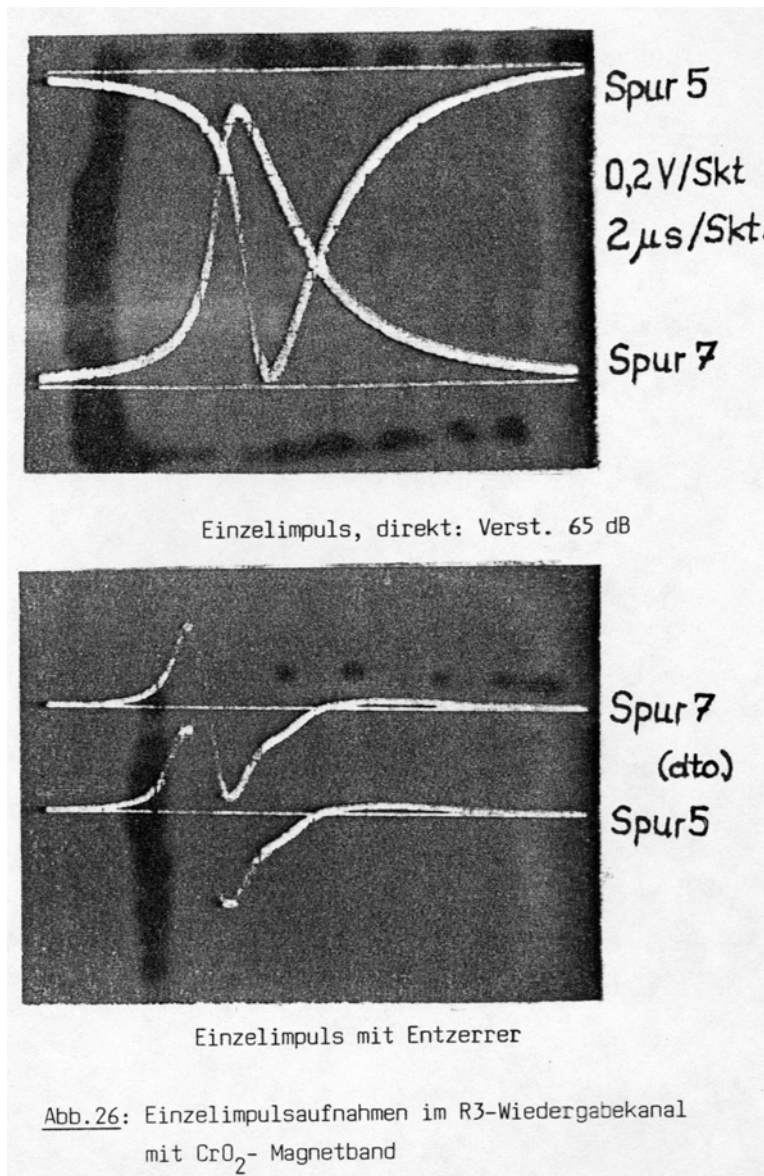 Spur 5
0,2V/Skt
2µs/Skt.
Spur 7
Einzelimpuls, direkt: Verst. 65 dB
Spur 7
(dto.)
Spur 5
Einzelimpuls mit Entzerrer
Abb.26: Einzelimpulsaufnahmen im R3-Wiedergabekanal
mit CrO₂- Magnetband